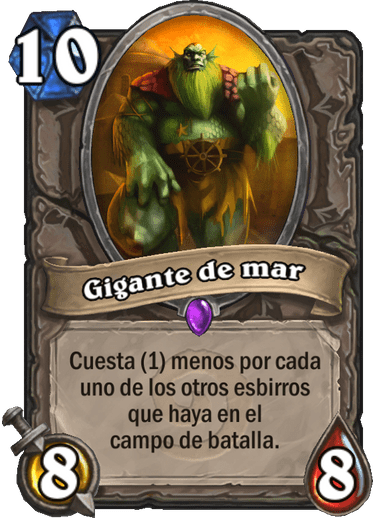 10
Gigante de mar
Cuesta (1) menos por cada
uno de los otros esbirros
que haya en el
campo de batalla.
8
8